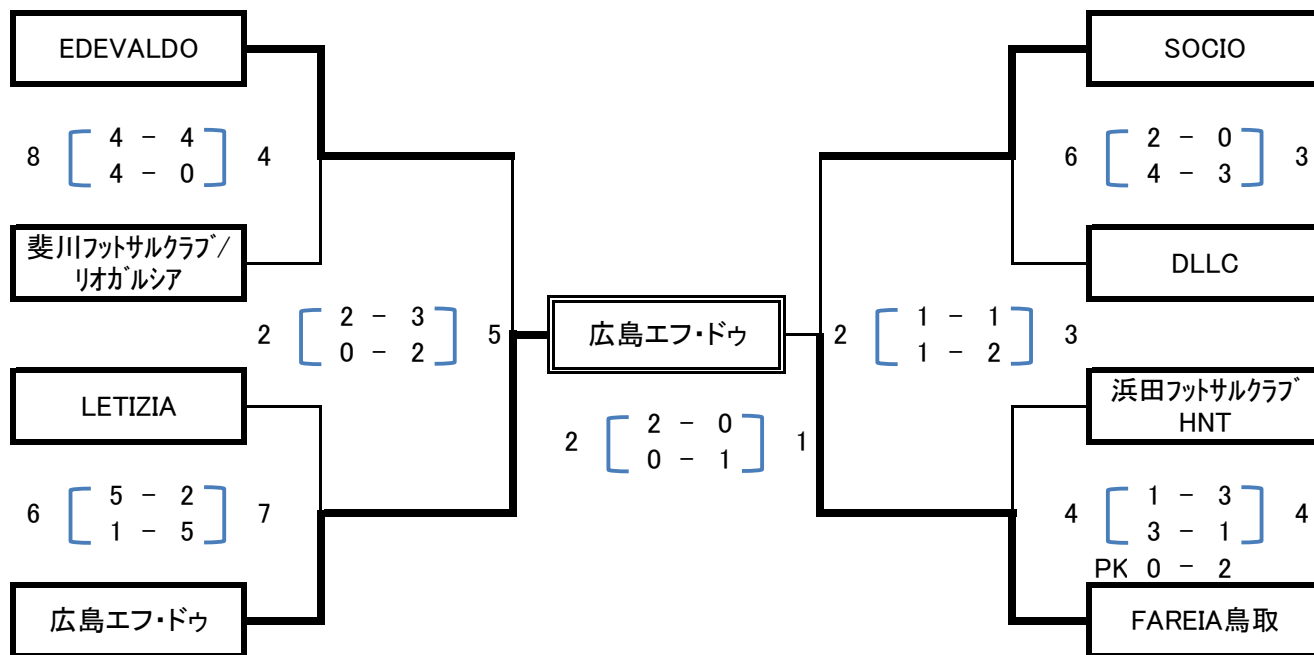 EDEVALDO
SOCIO
8 4 - 4 4
4 - 0
6 2 - 0 3
4 - 3
斐川フットサルクラブ/
リオガルシア
DLLC
2 2 - 3 5
0 - 2
広島エフ・ドゥ
2 1 - 1 3
1 - 2
LETIZIA
浜田フットサルクラブ
HNT
2 2 - 0 1
0 - 1
6 5 - 2 7
1 - 5
4 1 - 3 4
3 - 1
PK 0 - 2
広島エフ・ドゥ
FAREIA鳥取